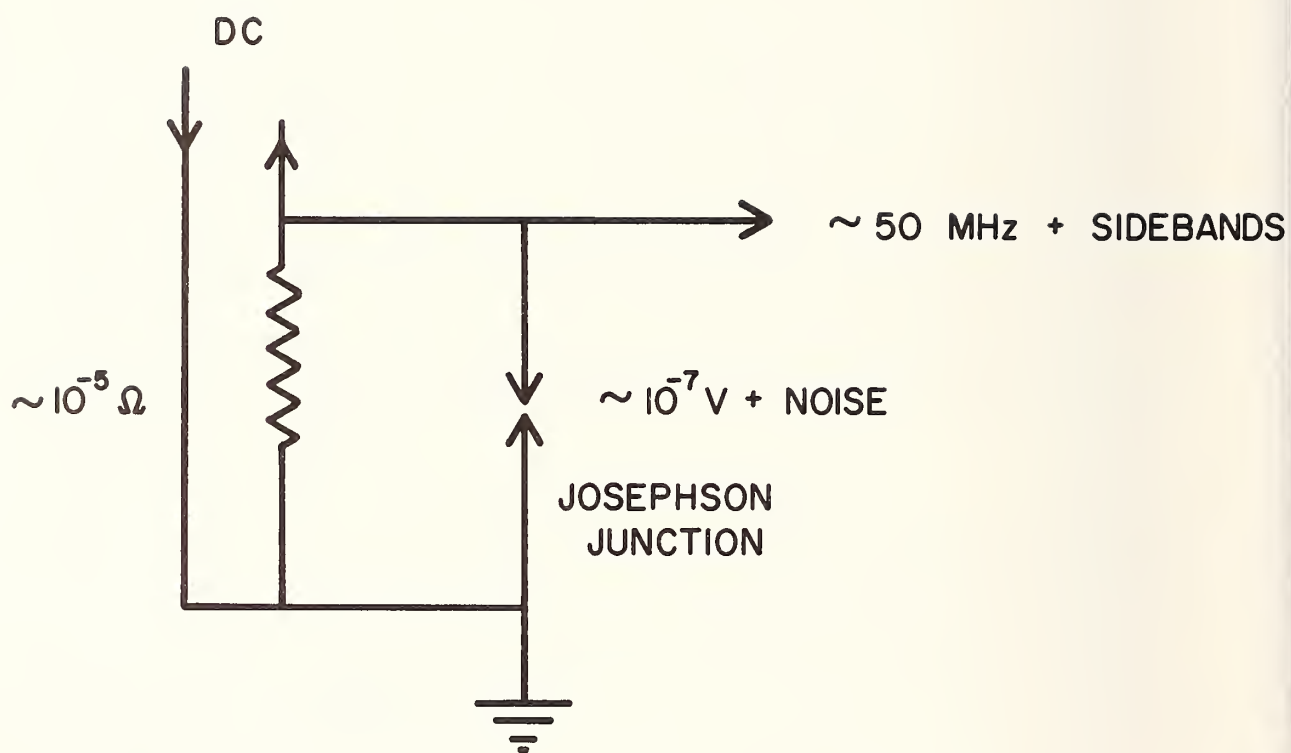 DC
~ 50 MHz + SIDEBANDS
~ 10⁻⁵ Ω
~ 10⁻⁷ V + NOISE
JOSEPHSON
JUNCTION